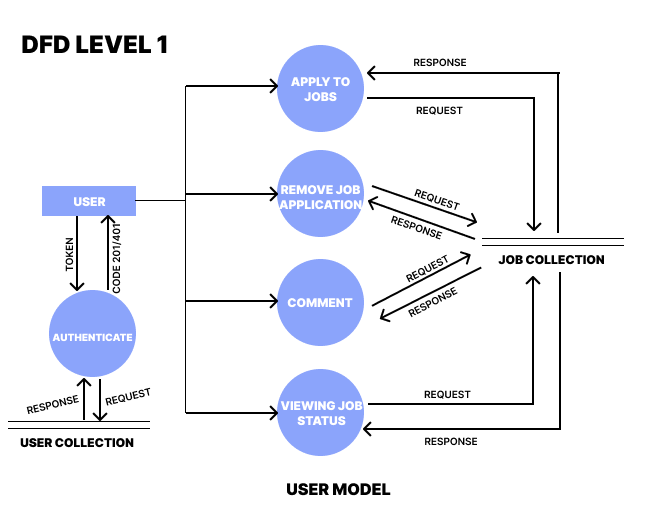 DFD LEVEL 1
RESPONSE
APPLY TO
JOBS
REQUEST
REMOVE JOB
APPLICATION
REQUEST
RESPONSE
USER
JOB COLLECTION
TOKEN
CODE 201/401
REQUEST
COMMENT
RESPONSE
AUTHENTICATE
RESPONSE
REQUEST
REQUEST
VIEWING JOB
STATUS
RESPONSE
USER COLLECTION
USER MODEL